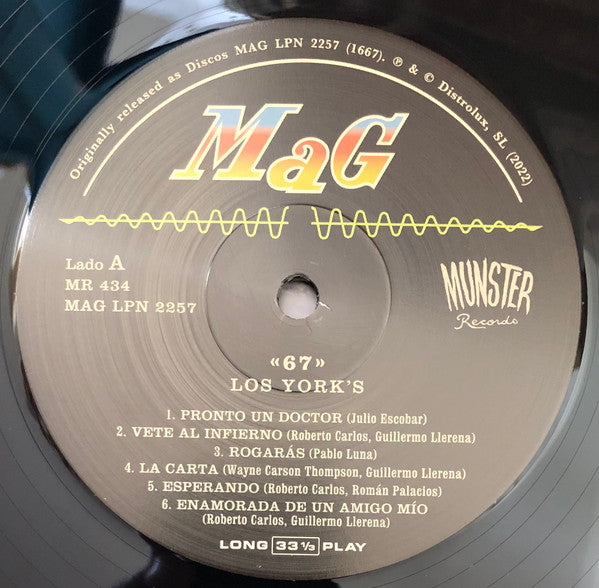 Originally released as Discos MAG LPN 2257 (1667). ℗ & © Distrolux, SL (2022)
MaG
Lado A
MR 434
MAG LPN 2257
MUNSTER
Records
«67»
LOS YORK'S
1. PRONTO UN DOCTOR (Julio Escobar)
2. VETE AL INFIERNO (Roberto Carlos, Guillermo Llerena)
3. ROGARÁS (Pablo Luna)
4. LA CARTA (Wayne Carson Thompson, Guillermo Llerena)
5. ESPERANDO (Roberto Carlos, Román Palacios)
6. ENAMORADA DE UN AMIGO MÍO
(Roberto Carlos, Guillermo Llerena)
LONG 33 1/3 PLAY